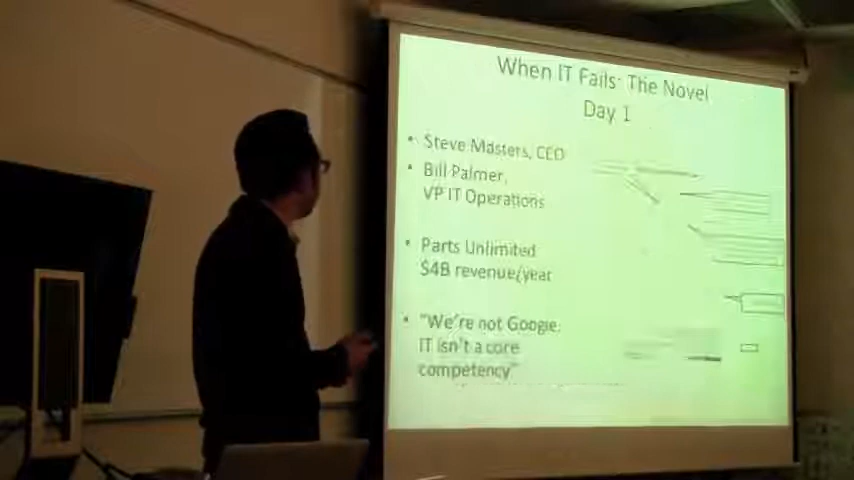 When IT Fails: The Novel
Day 1
• Steve Masters, CEO
• Bill Palmer,
VP IT Operations
• Parts Unlimited
$4B revenue/year
• "We're not Google.
IT isn't a core
competency"